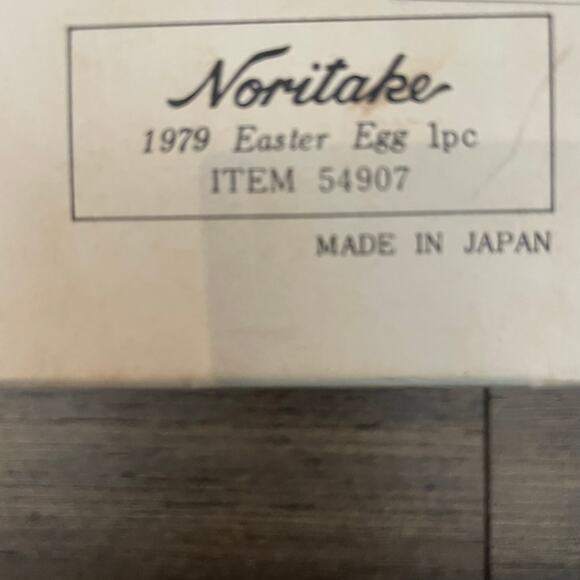 Noritake
1979 Easter Egg 1pc
ITEM 54907
MADE IN JAPAN